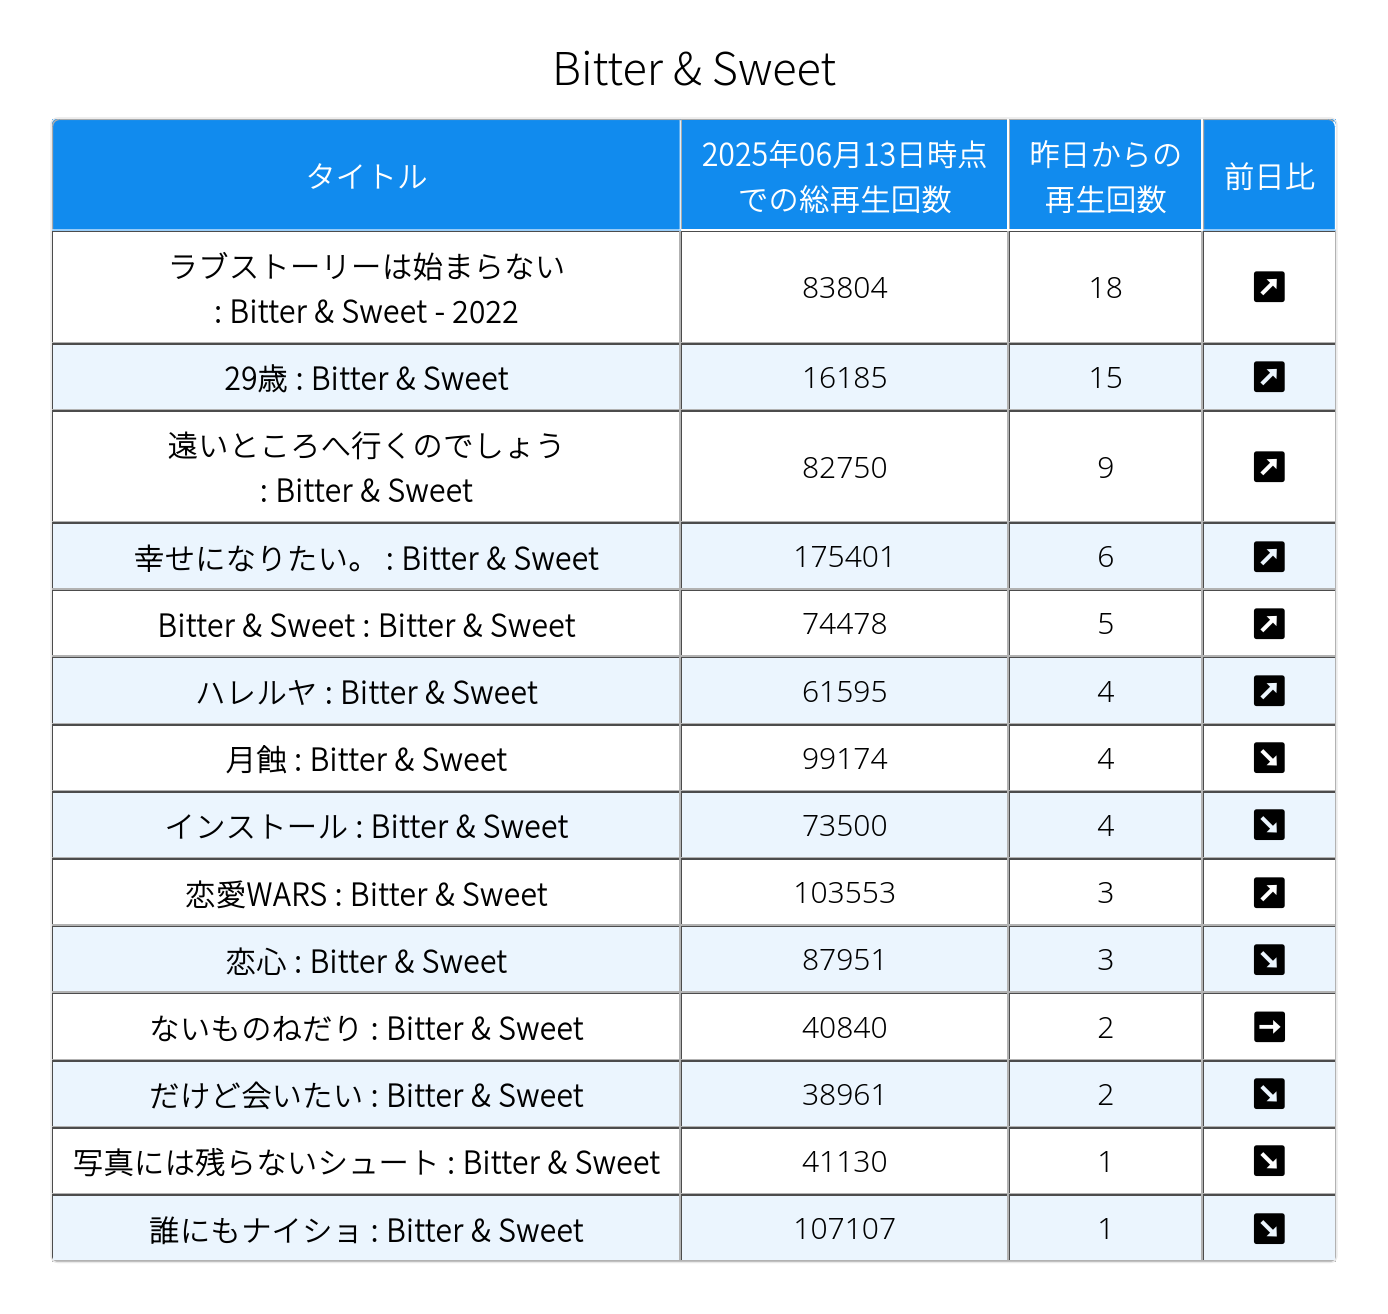 Bitter & Sweet
タイトル
2025年06月13日時点
での総再生回数
昨日からの
再生回数
前日比
ラブストーリーは始まらない
: Bitter & Sweet - 2022
83804
18
29歳 : Bitter & Sweet
16185
15
遠いところへ行くのでしょう
: Bitter & Sweet
82750
9
幸せになりたい。 : Bitter & Sweet
175401
6
Bitter & Sweet : Bitter & Sweet
74478
5
ハレルヤ : Bitter & Sweet
61595
4
月蝕 : Bitter & Sweet
99174
4
インストール : Bitter & Sweet
73500
4
恋愛WARS : Bitter & Sweet
103553
3
恋心 : Bitter & Sweet
87951
3
ないものねだり : Bitter & Sweet
40840
2
だけど会いたい : Bitter & Sweet
38961
2
写真には残らないシュート : Bitter & Sweet
41130
1
誰にもナイショ : Bitter & Sweet
107107
1